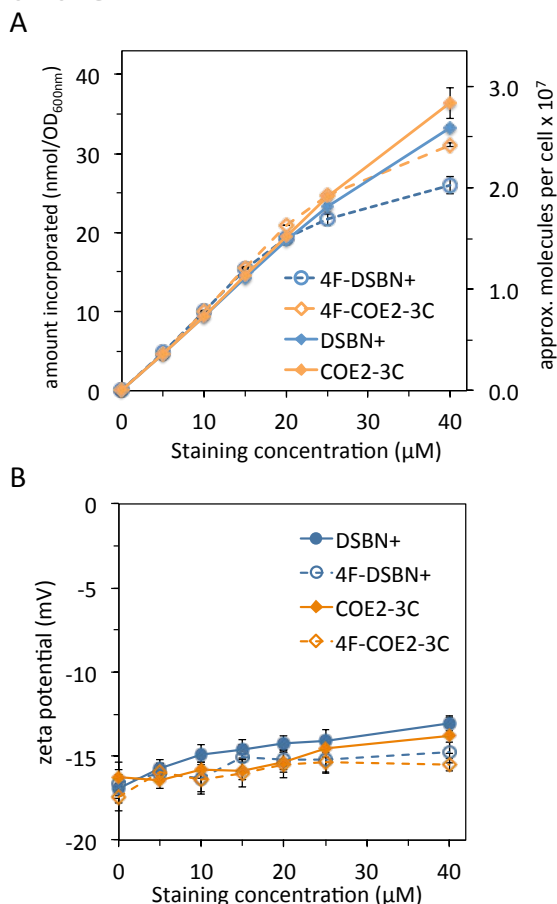 A
amount incorporated (nmol/OD600nm)
40
30
20
10
0
3.0
2.0
1.0
0.0
approx. molecules per cell x 10^7
4F-DSBN+
4F-COE2-3C
DSBN+
COE2-3C
0 10 20 30 40
Staining concentration (µM)
B
zeta potential (mV)
0
-5
-10
-15
-20
DSBN+
4F-DSBN+
COE2-3C
4F-COE2-3C
0 10 20 30 40
Staining concentration (µM)